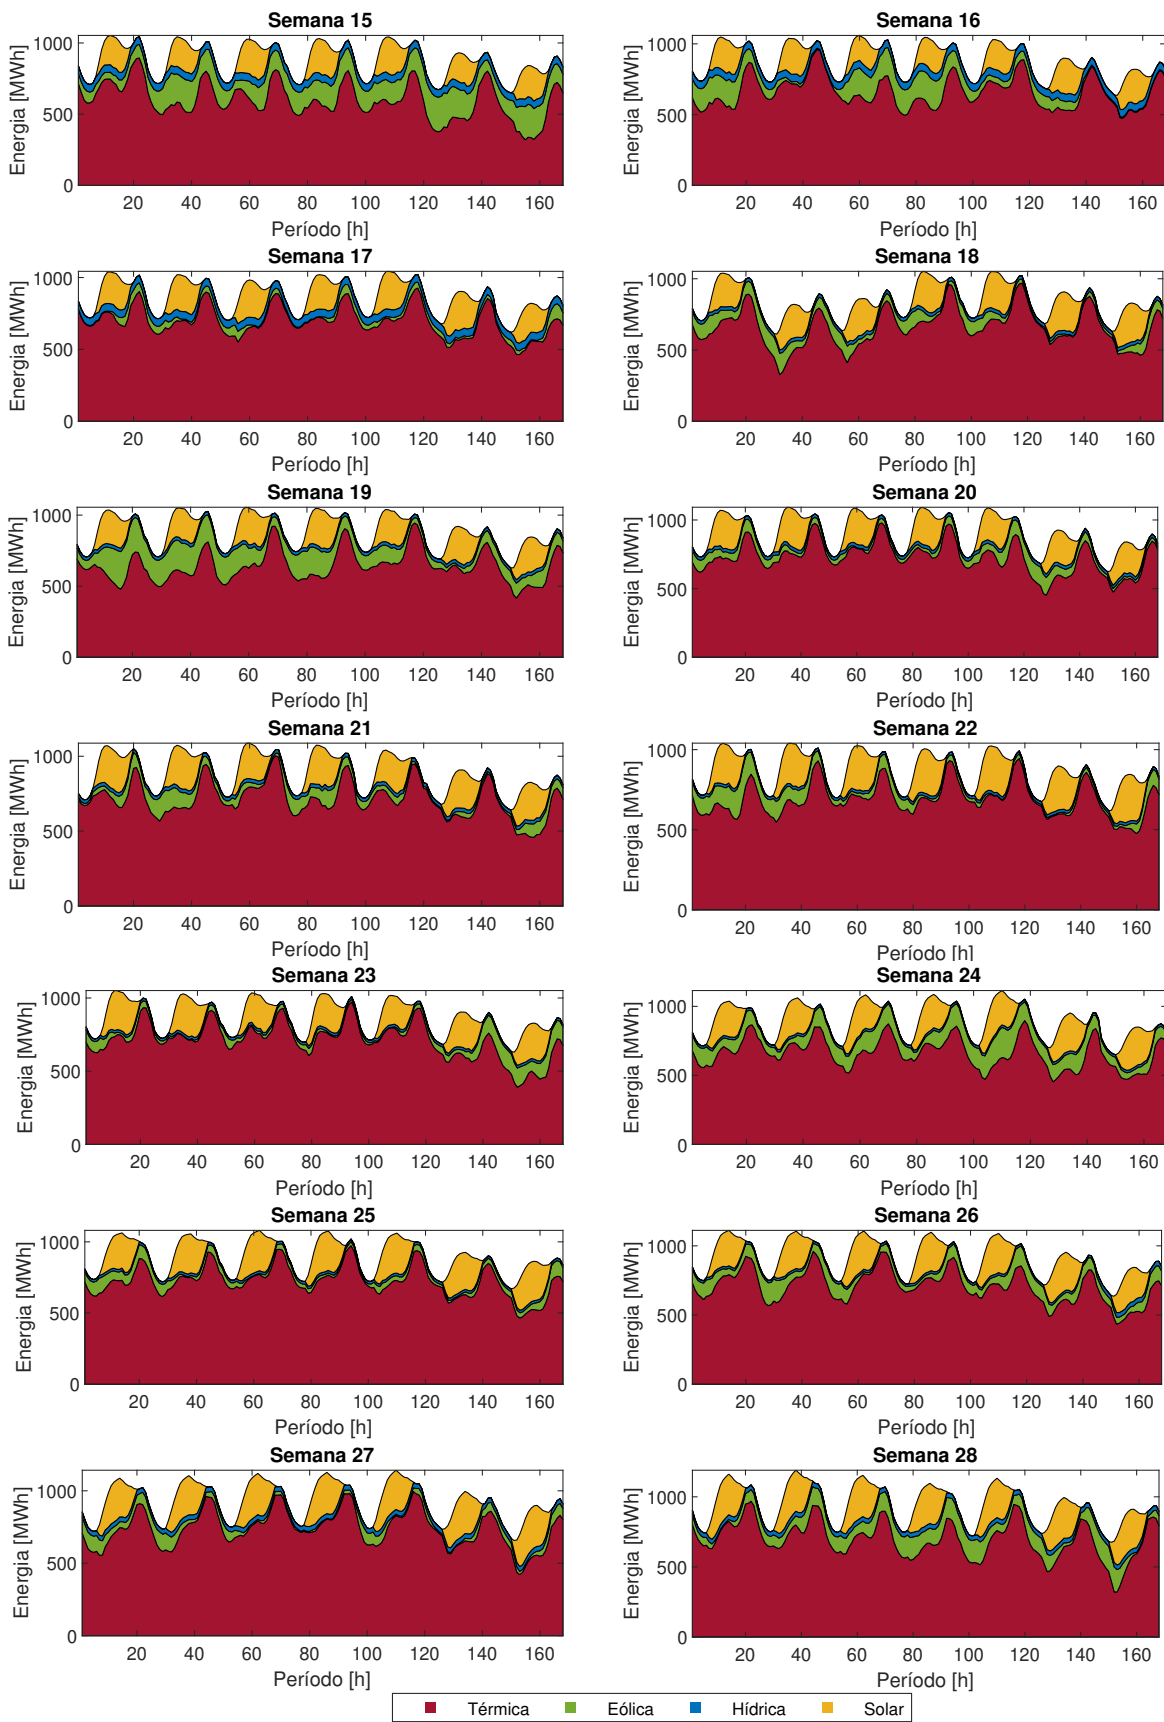 Semana 15
Energia [MWh]
1000
500
0
20 40 60 80 100 120 140 160
Período [h]
Semana 16
Energia [MWh]
1000
500
0
20 40 60 80 100 120 140 160
Período [h]
Semana 17
Energia [MWh]
1000
500
0
20 40 60 80 100 120 140 160
Período [h]
Semana 18
Energia [MWh]
1000
500
0
20 40 60 80 100 120 140 160
Período [h]
Semana 19
Energia [MWh]
1000
500
0
20 40 60 80 100 120 140 160
Período [h]
Semana 20
Energia [MWh]
1000
500
0
20 40 60 80 100 120 140 160
Período [h]
Semana 21
Energia [MWh]
1000
500
0
20 40 60 80 100 120 140 160
Período [h]
Semana 22
Energia [MWh]
1000
500
0
20 40 60 80 100 120 140 160
Período [h]
Semana 23
Energia [MWh]
1000
500
0
20 40 60 80 100 120 140 160
Período [h]
Semana 24
Energia [MWh]
1000
500
0
20 40 60 80 100 120 140 160
Período [h]
Semana 25
Energia [MWh]
1000
500
0
20 40 60 80 100 120 140 160
Período [h]
Semana 26
Energia [MWh]
1000
500
0
20 40 60 80 100 120 140 160
Período [h]
Semana 27
Energia [MWh]
1000
500
0
20 40 60 80 100 120 140 160
Período [h]
Semana 28
Energia [MWh]
1000
500
0
20 40 60 80 100 120 140 160
Período [h]
Térmica Eólica Hídrica Solar